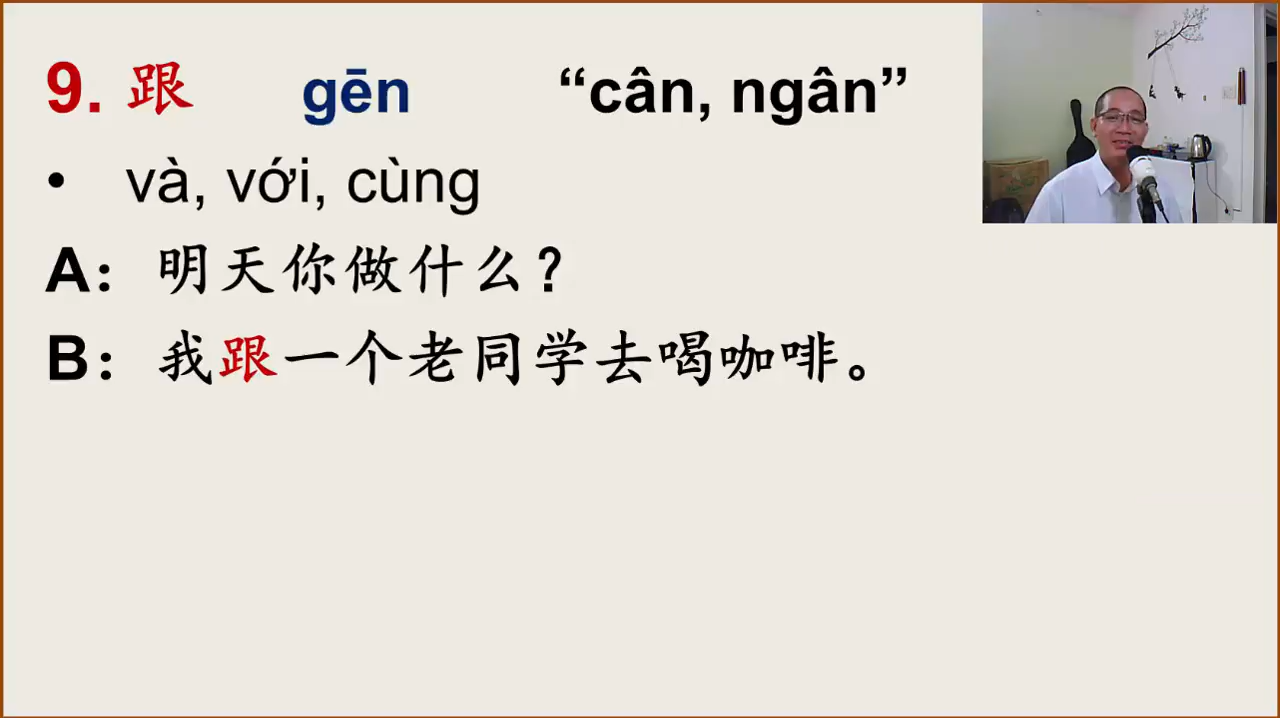 9. 跟 gēn “cân, ngân”
• và, với, cùng
A：明天你做什么？
B：我跟一个老同学去喝咖啡。